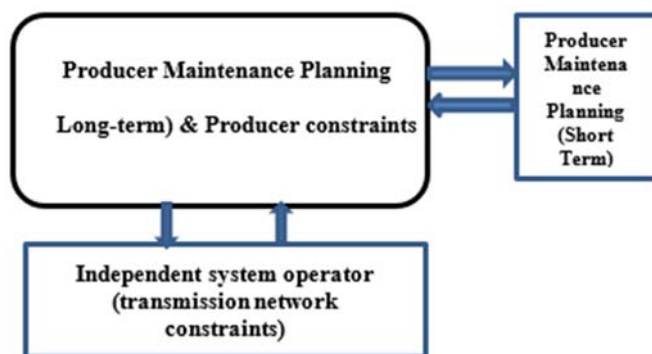 Producer Maintenance Planning
Long-term) & Producer constraints
Producer
Maintena
nce
Planning
(Short
Term)
Independent system operator
(transmission network
constraints)